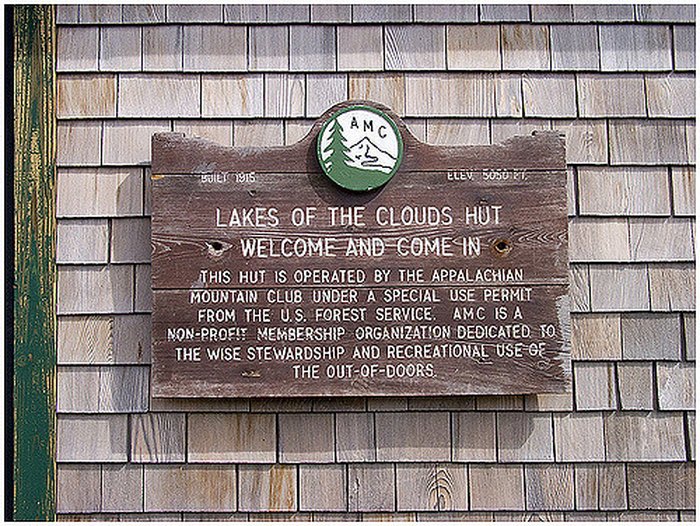 AMC
BUILT 1915
ELEV. 5050 FT.
LAKES OF THE CLOUDS HUT
WELCOME AND COME IN
THIS HUT IS OPERATED BY THE APPALACHIAN
MOUNTAIN CLUB UNDER A SPECIAL USE PERMIT
FROM THE U.S. FOREST SERVICE. AMC IS A
NON-PROFIT MEMBERSHIP ORGANIZATION DEDICATED TO
THE WISE STEWARDSHIP AND RECREATIONAL USE OF
THE OUT-OF-DOORS.